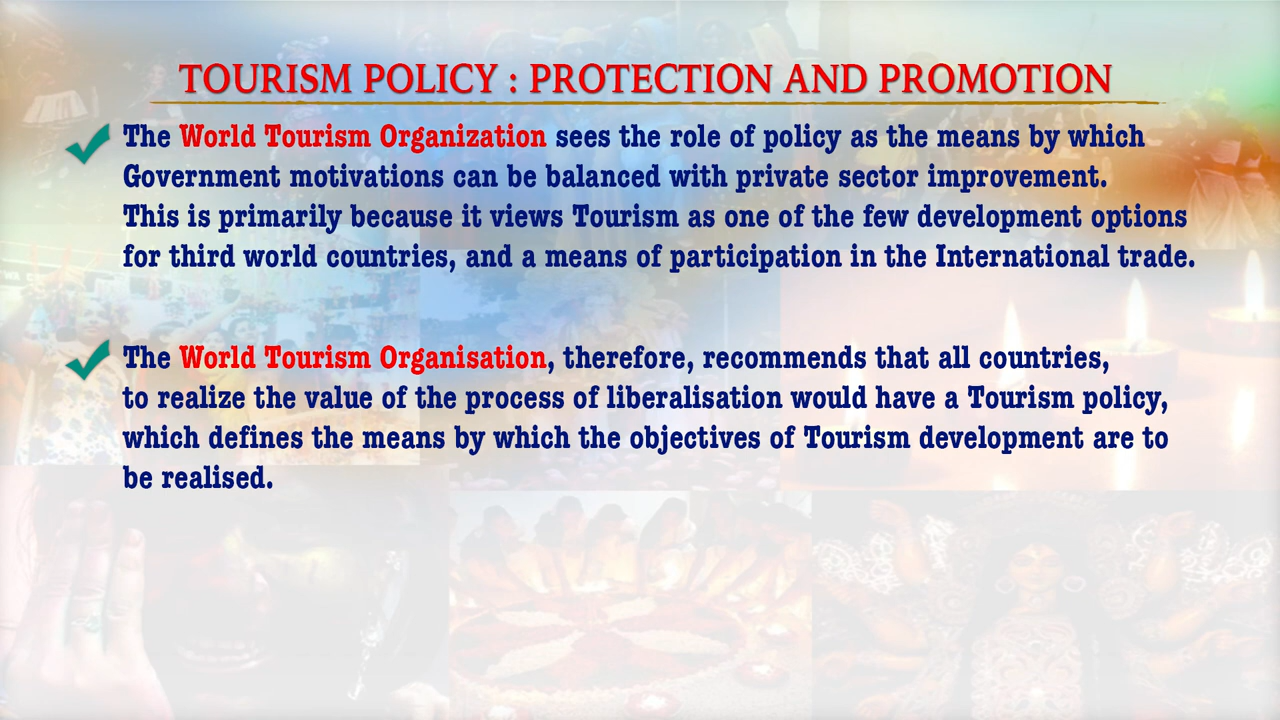 TOURISM POLICY : PROTECTION AND PROMOTION
The World Tourism Organization sees the role of policy as the means by which
Government motivations can be balanced with private sector improvement.
This is primarily because it views Tourism as one of the few development options
for third world countries, and a means of participation in the International trade.
The World Tourism Organisation, therefore, recommends that all countries,
to realize the value of the process of liberalisation would have a Tourism policy,
which defines the means by which the objectives of Tourism development are to
be realised.